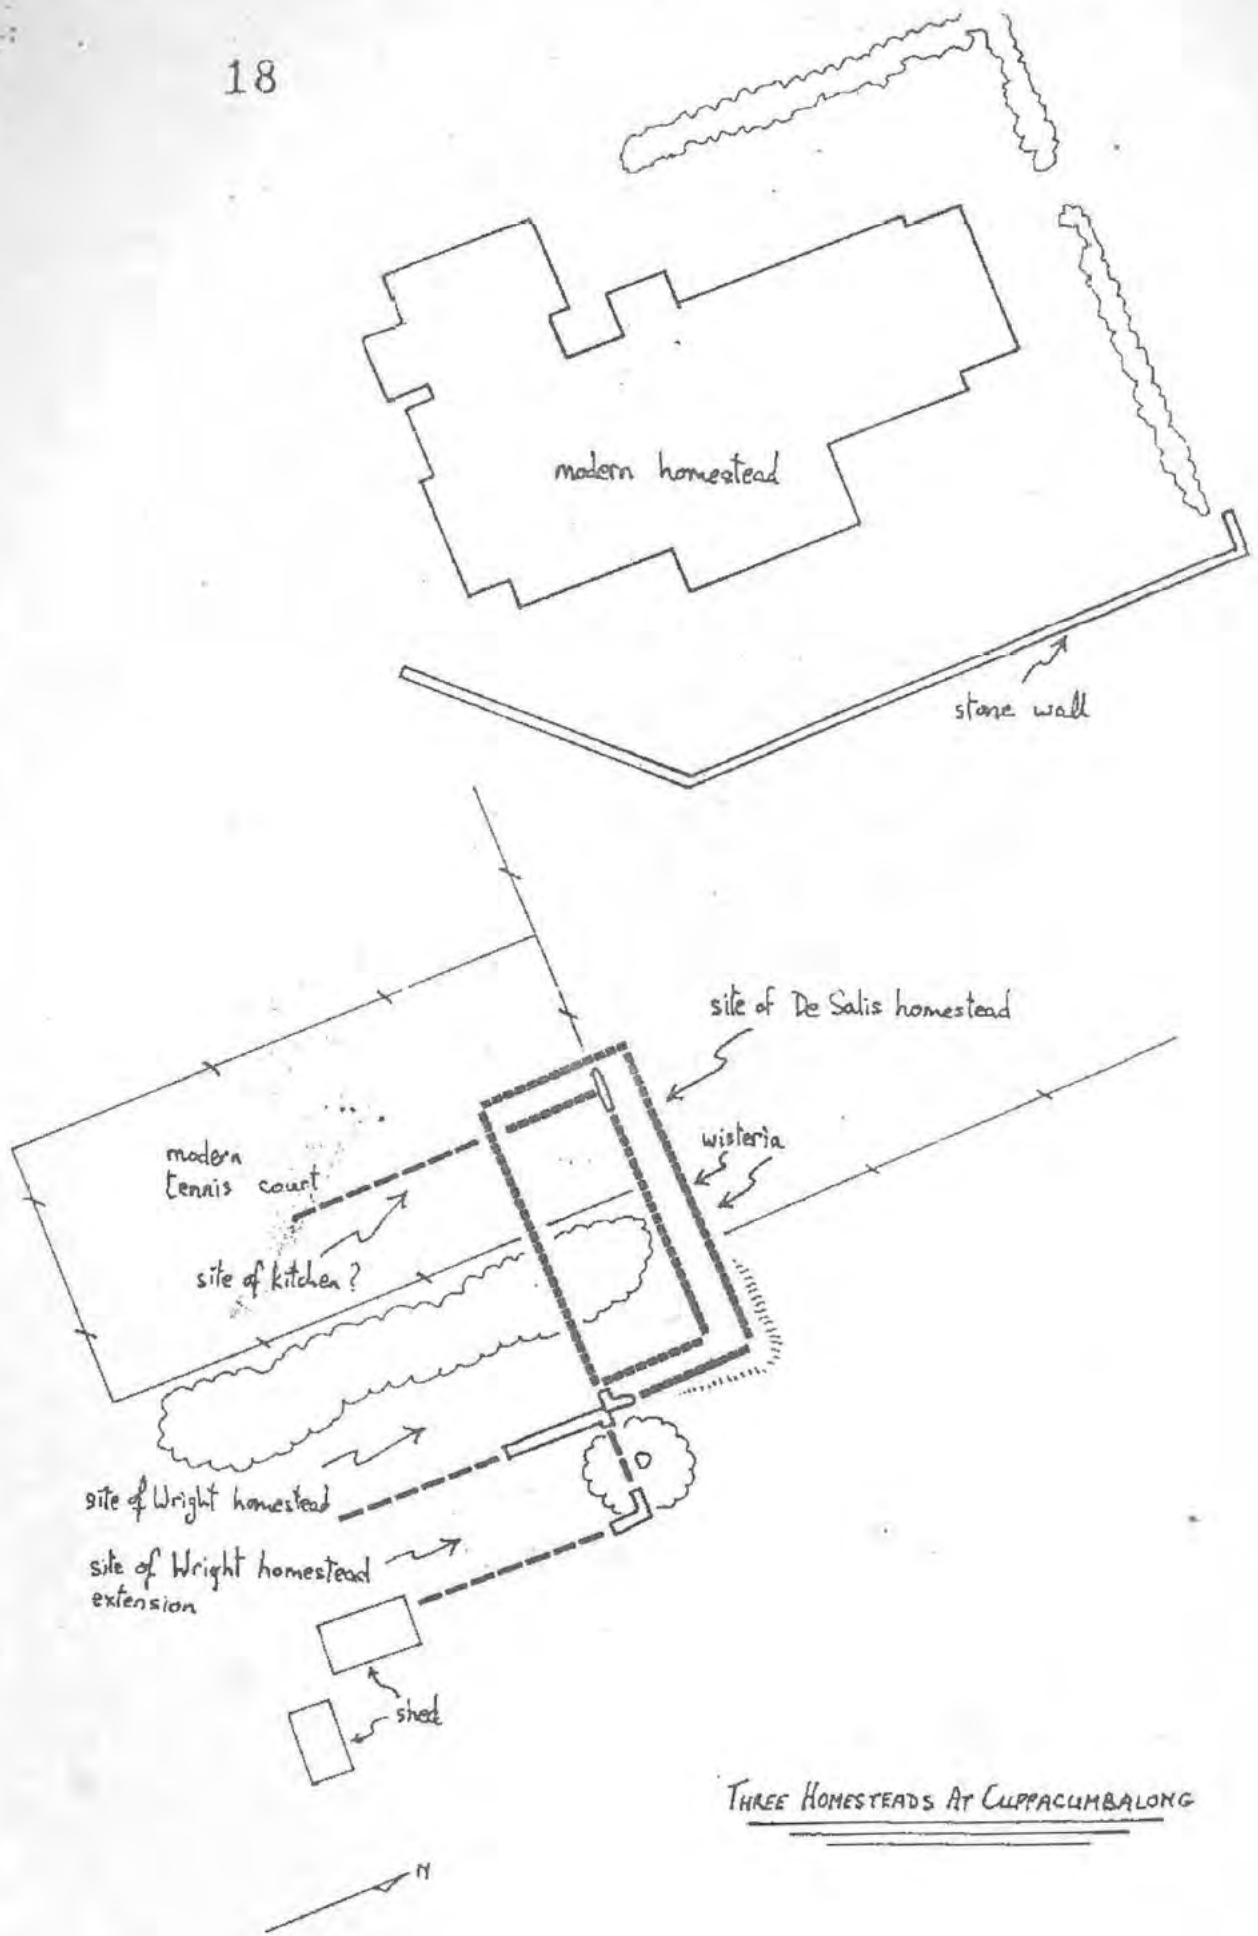 18
modern homestead
stone wall
site of De Salis homestead
wisteria
modern
tennis court
site of kitchen?
site of Wright homestead
site of Wright homestead
extension
shed
THREE HOMESTEADS AT CUPPACUMBALONG
N